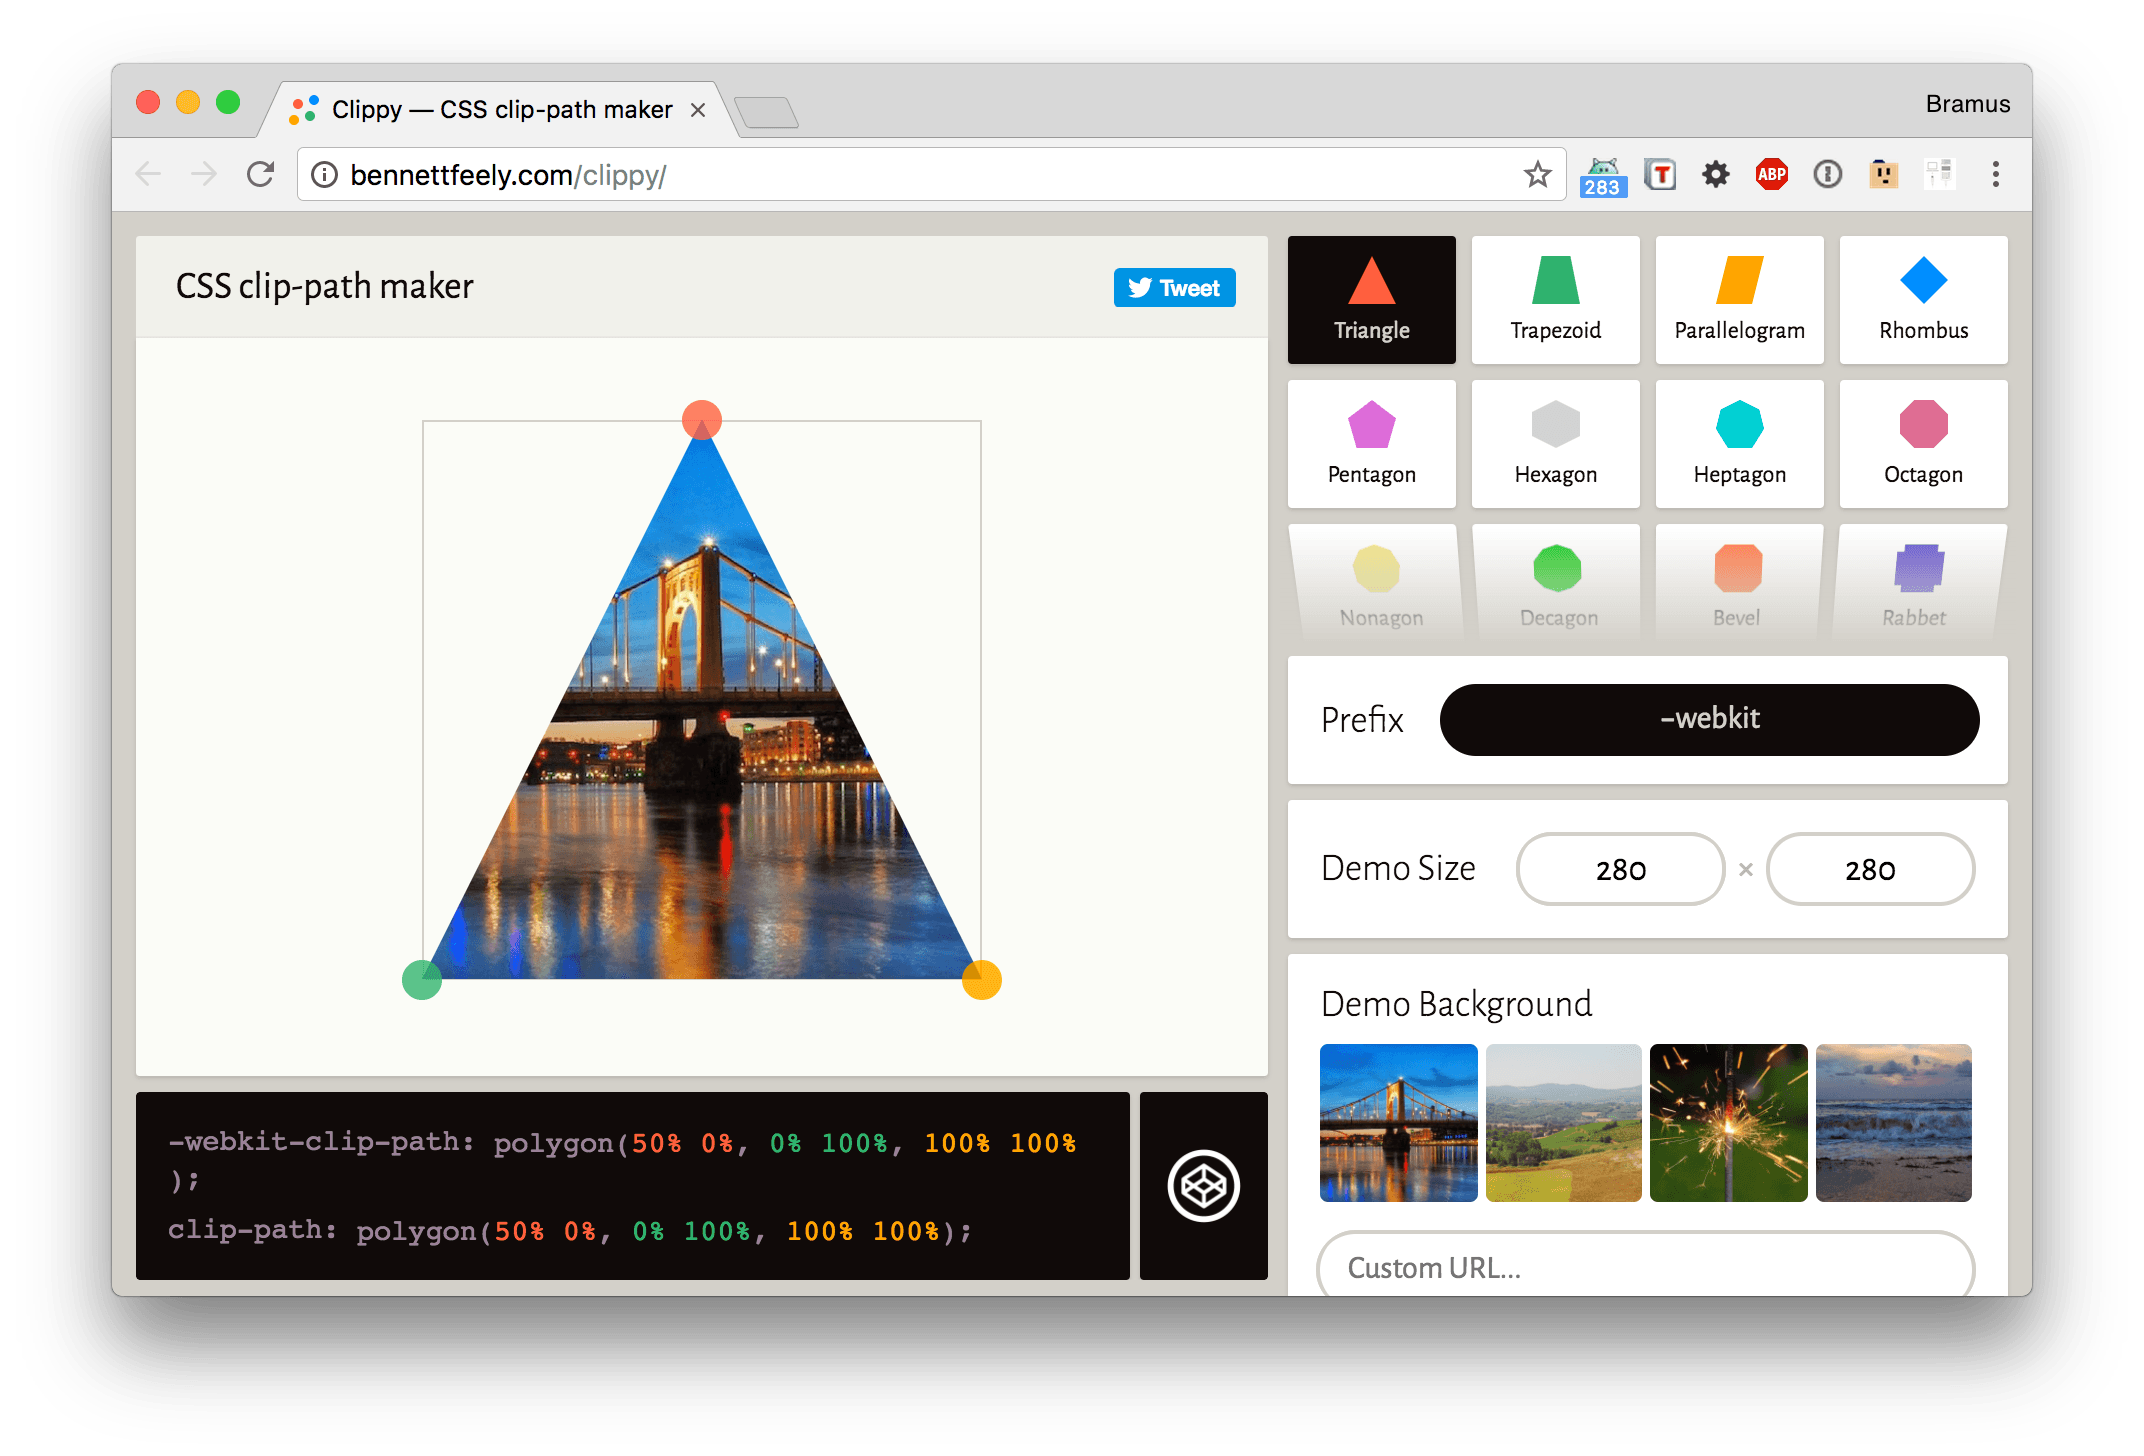 Clippy — CSS clip-path maker
Bramus
bennettfeely.com/clippy/
283
T
ABP
CSS clip-path maker
Tweet
Triangle
Trapezoid
Parallelogram
Rhombus
Pentagon
Hexagon
Heptagon
Octagon
Nonagon
Decagon
Bevel
Rabbet
Prefix
-webkit
Demo Size
280 × 280
Demo Background
Custom URL...
-webkit-clip-path: polygon(50% 0%, 0% 100%, 100% 100%
);
clip-path: polygon(50% 0%, 0% 100%, 100% 100%);